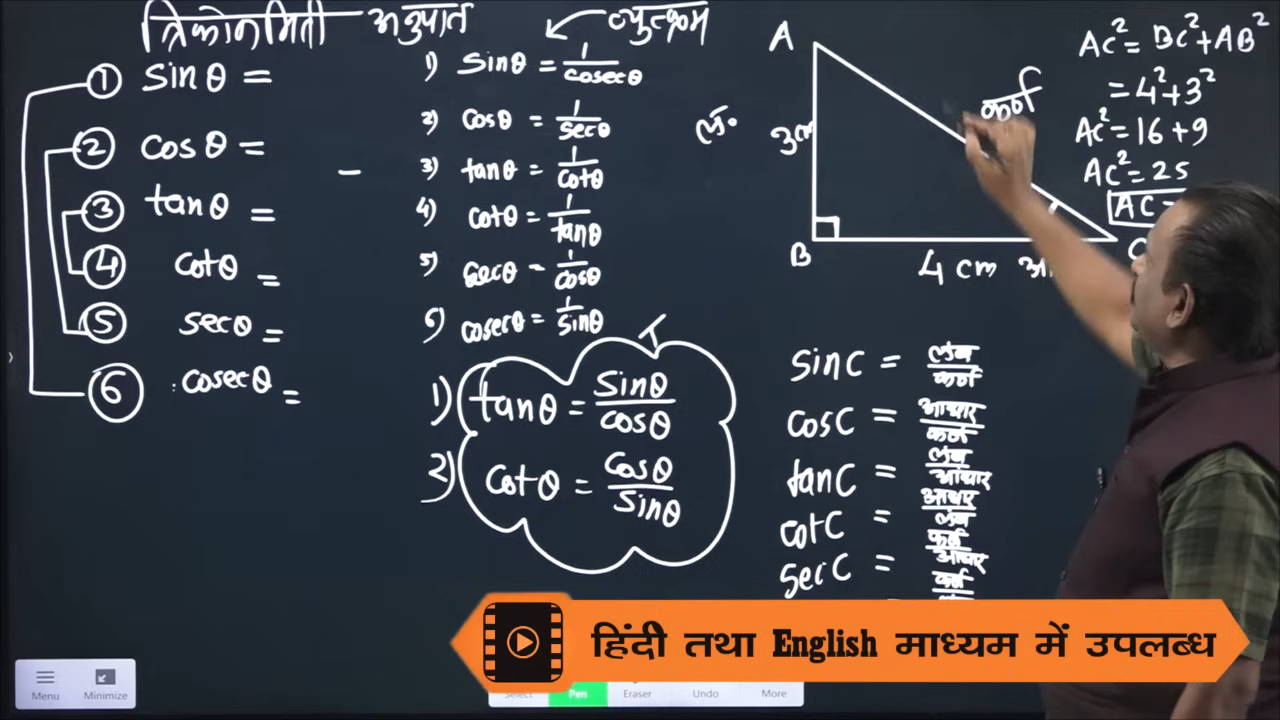 त्रिकोनमिती अनुपात
① sinθ =
② cosθ =
③ tanθ =
④ cotθ =
⑤ secθ =
⑥ cosecθ =
व्युत्क्रम
1) sinθ = 1/cosecθ
2) cosθ = 1/secθ
3) tanθ = 1/cotθ
4) cotθ = 1/tanθ
5) secθ = 1/cosθ
6) cosecθ = 1/sinθ
1) tanθ = sinθ/cosθ
2) cotθ = cosθ/sinθ
A
कर्ण
लं.
B
4 cm
AC² = BC² + AB²
= 4² + 3²
AC² = 16 + 9
AC² = 25
AC =
sinC = लंब/कर्ण
cosC = आधार/कर्ण
tanC = लंब/आधार
cotC = आधार/लंब
secC = कर्ण/आधार
कर्ण
हिंदी तथा English माध्यम में उपलब्ध
Menu
Minimize
Select
Pen
Eraser
Undo
More